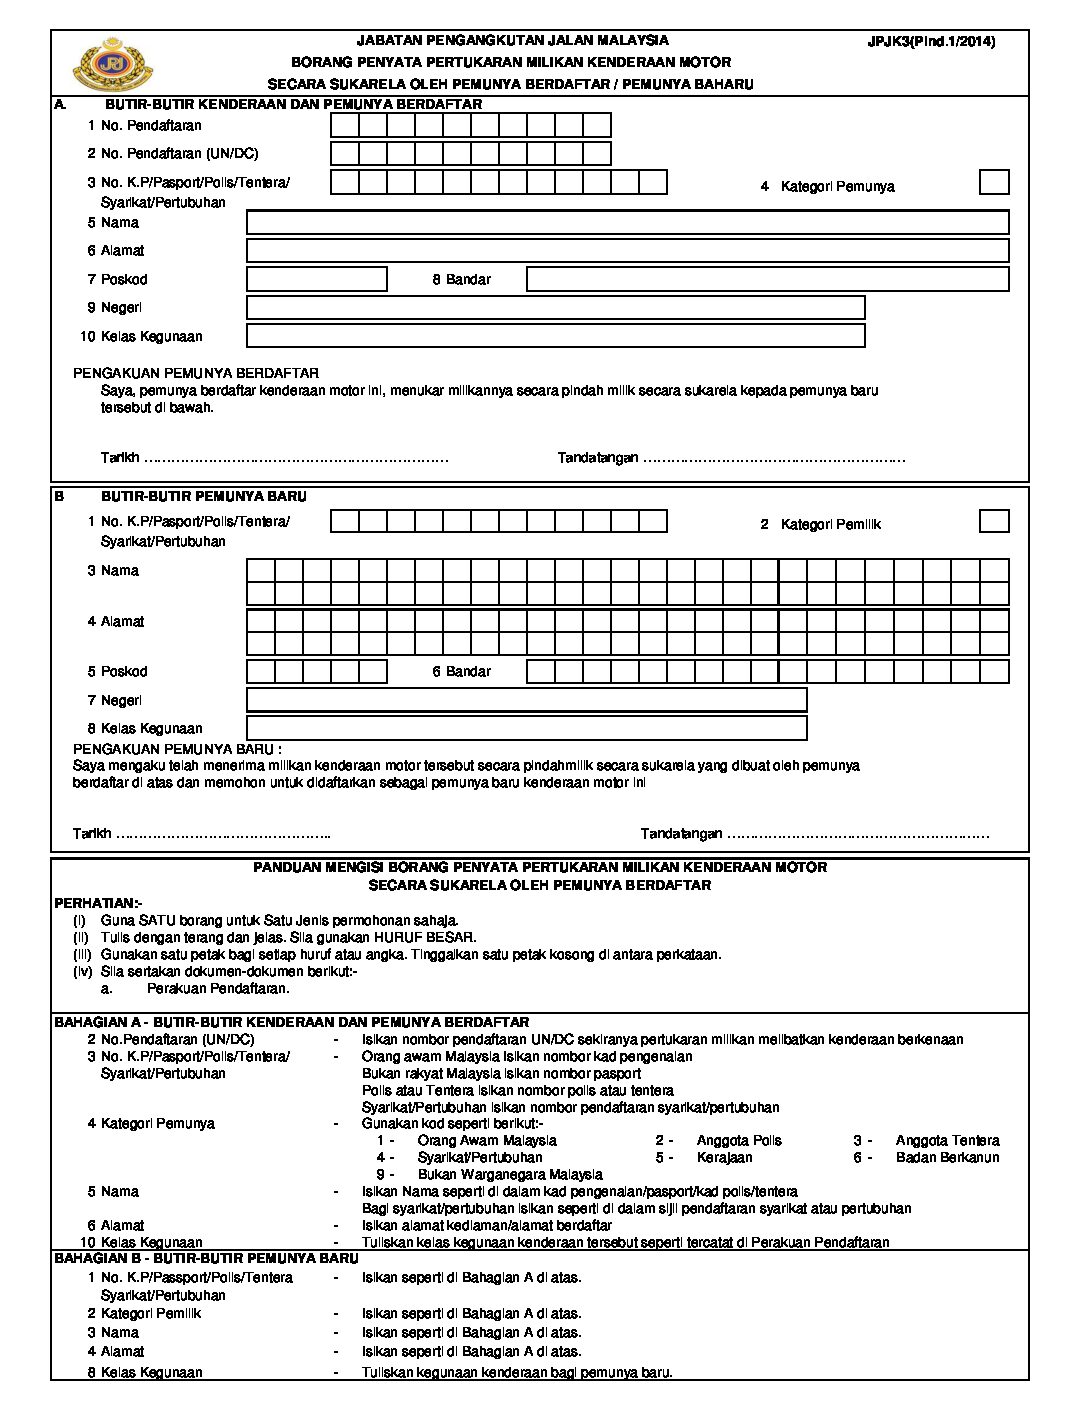 JABATAN PENGANGKUTAN JALAN MALAYSIA
JPJK3(Pind.1/2014)
BORANG PENYATA PERTUKARAN MILIKAN KENDERAAN MOTOR
SECARA SUKARELA OLEH PEMUNYA BERDAFTAR / PEMUNYA BAHARU
JPJ
A. BUTIR-BUTIR KENDERAAN DAN PEMUNYA BERDAFTAR
1 No. Pendaftaran
2 No. Pendaftaran (UN/DC)
3 No. K.P/Pasport/Polis/Tentera/ 4 Kategori Pemunya
Syarikat/Pertubuhan
5 Nama
6 Alamat
7 Poskod 8 Bandar
9 Negeri
10 Kelas Kegunaan
PENGAKUAN PEMUNYA BERDAFTAR
Saya, pemunya berdaftar kenderaan motor ini, menukar milikannya secara pindah milik secara sukarela kepada pemunya baru
tersebut di bawah.
Tarikh ………………………………………………………… Tandatangan …………………………………………………
B BUTIR-BUTIR PEMUNYA BARU
1 No. K.P/Pasport/Polis/Tentera/ 2 Kategori Pemilik
Syarikat/Pertubuhan
3 Nama
4 Alamat
5 Poskod 6 Bandar
7 Negeri
8 Kelas Kegunaan
PENGAKUAN PEMUNYA BARU :
Saya mengaku telah menerima milikan kenderaan motor tersebut secara pindahmilik secara sukarela yang dibuat oleh pemunya
berdaftar di atas dan memohon untuk didaftarkan sebagai pemunya baru kenderaan motor ini
Tarikh ……………………………………….. Tandatangan …………………………………………………
PANDUAN MENGISI BORANG PENYATA PERTUKARAN MILIKAN KENDERAAN MOTOR
SECARA SUKARELA OLEH PEMUNYA BERDAFTAR
PERHATIAN:-
(i) Guna SATU borang untuk Satu Jenis permohonan sahaja.
(ii) Tulis dengan terang dan jelas. Sila gunakan HURUF BESAR.
(iii) Gunakan satu petak bagi setiap huruf atau angka. Tinggalkan satu petak kosong di antara perkataan.
(iv) Sila sertakan dokumen-dokumen berikut:-
a. Perakuan Pendaftaran.
BAHAGIAN A - BUTIR-BUTIR KENDERAAN DAN PEMUNYA BERDAFTAR
2 No.Pendaftaran (UN/DC) - Isikan nombor pendaftaran UN/DC sekiranya pertukaran milikan melibatkan kenderaan berkenaan
3 No. K.P/Pasport/Polis/Tentera/ - Orang awam Malaysia isikan nombor kad pengenalan
Syarikat/Pertubuhan Bukan rakyat Malaysia isikan nombor pasport
Polis atau Tentera isikan nombor polis atau tentera
Syarikat/Pertubuhan isikan nombor pendaftaran syarikat/pertubuhan
4 Kategori Pemunya - Gunakan kod seperti berikut:-
1 - Orang Awam Malaysia 2 - Anggota Polis 3 - Anggota Tentera
4 - Syarikat/Pertubuhan 5 - Kerajaan 6 - Badan Berkanun
9 - Bukan Warganegara Malaysia
5 Nama - Isikan Nama seperti di dalam kad pengenalan/pasport/kad polis/tentera
Bagi syarikat/pertubuhan isikan seperti di dalam sijil pendaftaran syarikat atau pertubuhan
6 Alamat - Isikan alamat kediaman/alamat berdaftar
10 Kelas Kegunaan - Tuliskan kelas kegunaan kenderaan tersebut seperti tercatat di Perakuan Pendaftaran
BAHAGIAN B - BUTIR-BUTIR PEMUNYA BARU
1 No. K.P/Passport/Polis/Tentera - Isikan seperti di Bahagian A di atas.
Syarikat/Pertubuhan
2 Kategori Pemilik - Isikan seperti di Bahagian A di atas.
3 Nama - Isikan seperti di Bahagian A di atas.
4 Alamat - Isikan seperti di Bahagian A di atas.
8 Kelas Kegunaan - Tuliskan kegunaan kenderaan bagi pemunya baru.